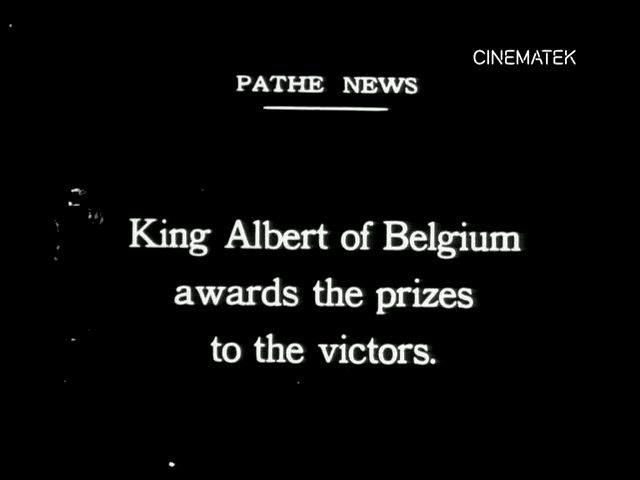 CINEMATEK
PATHE NEWS
King Albert of Belgium
awards the prizes
to the victors.